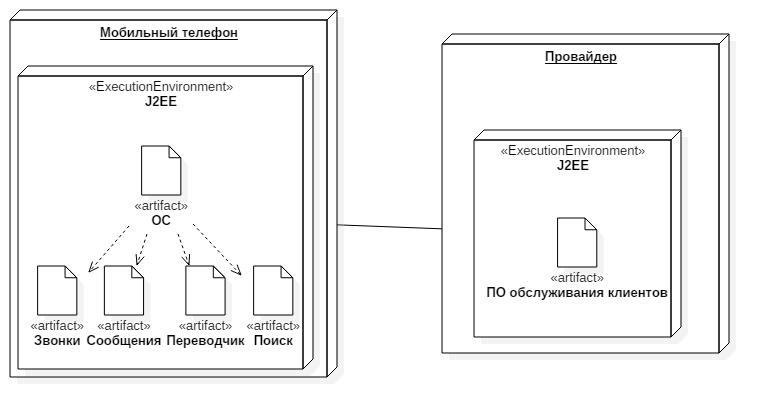 Мобильный телефон
«ExecutionEnvironment»
J2EE
«artifact»
ОС
«artifact» «artifact» «artifact» «artifact»
Звонки Сообщения Переводчик Поиск
Провайдер
«ExecutionEnvironment»
J2EE
«artifact»
ПО обслуживания клиентов